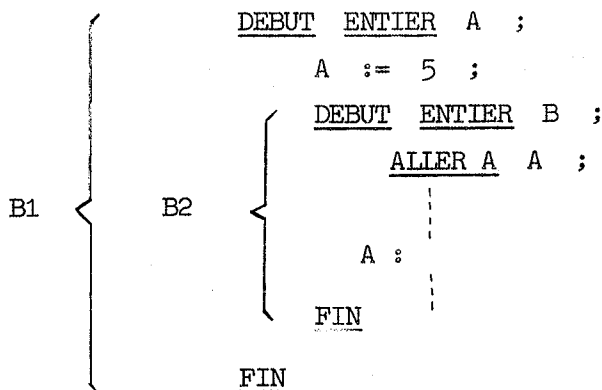 DEBUT ENTIER A ;
A := 5 ;
DEBUT ENTIER B ;
ALLER A A ;
B1 B2
A :
FIN
FIN